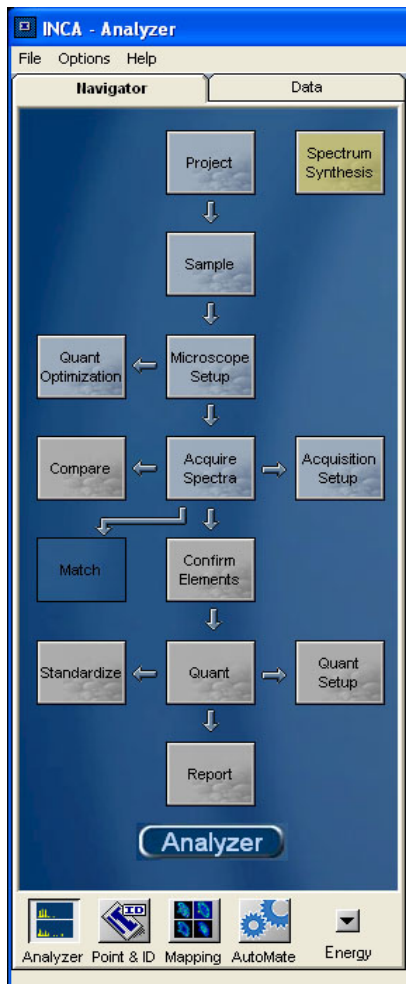 INCA - Analyzer
File Options Help
Navigator Data
Project
Spectrum
Synthesis
Sample
Quant
Optimization
Microscope
Setup
Compare
Acquire
Spectra
Acquisition
Setup
Match
Confirm
Elements
Standardize
Quant
Quant
Setup
Report
Analyzer
ID
Analyzer Point & ID Mapping AutoMate Energy